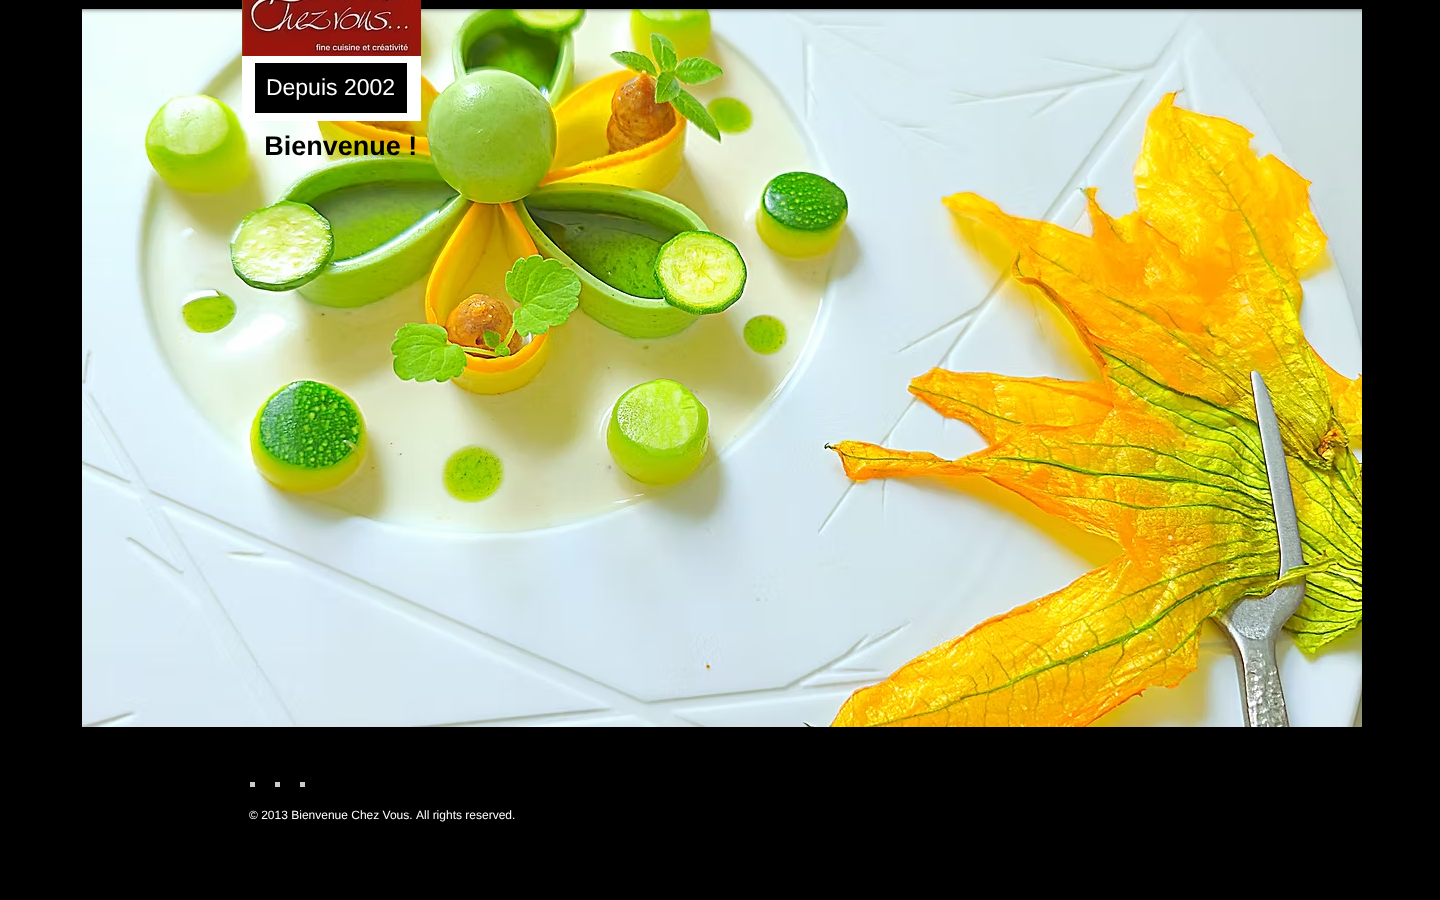 Chez vous...
fine cuisine et créativité
Depuis 2002
Bienvenue !
© 2013 Bienvenue Chez Vous. All rights reserved.